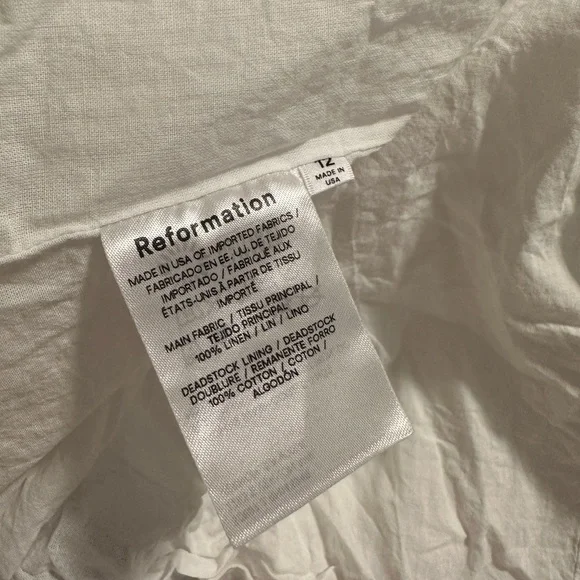 12
MADE IN
USA
Reformation
MADE IN USA OF IMPORTED FABRICS /
FABRICADO EN EE. UU. DE TEJIDO
IMPORTADO / FABRIQUÉ AUX
ÉTATS-UNIS À PARTIR DE TISSU
IMPORTÉ
MAIN FABRIC / TISSU PRINCIPAL /
TEJIDO PRINCIPAL
100% LINEN / LIN / LINO
DEADSTOCK LINING / DEADSTOCK
DOUBLURE / REMANENTE FORRO
100% COTTON / COTON /
ALGODÓN